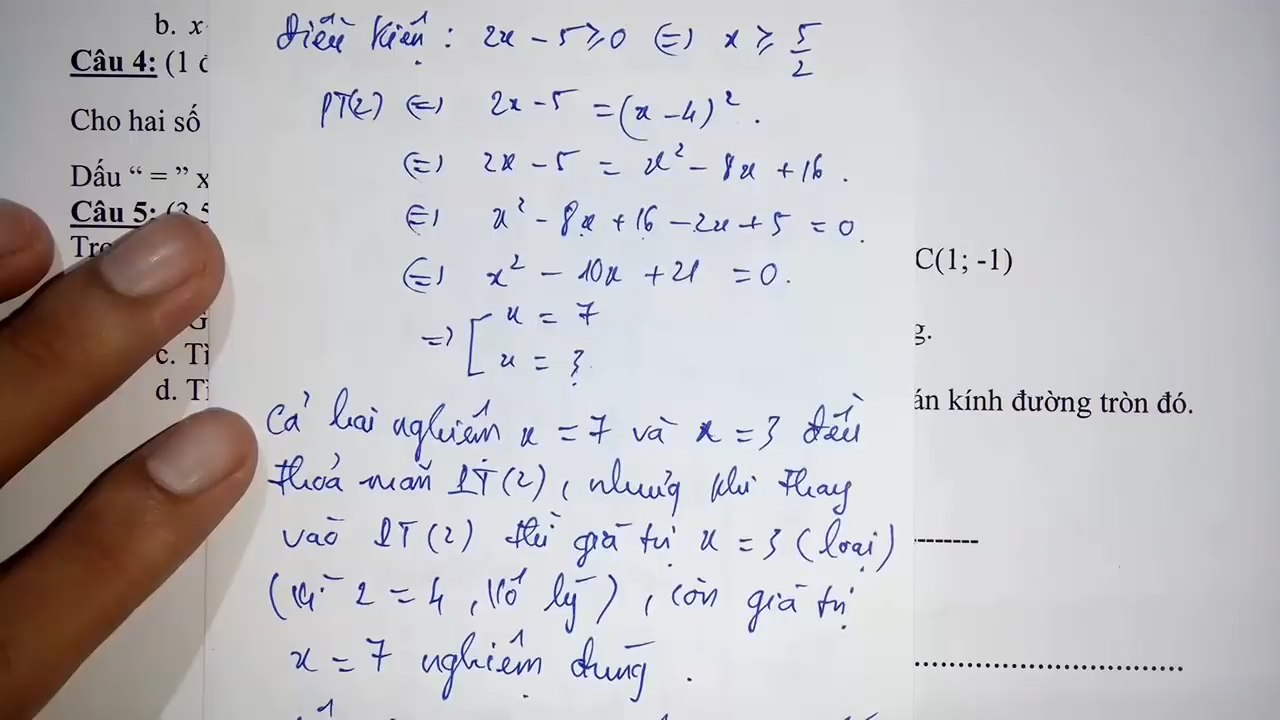 b. x
Câu 4: (1 đ
Cho hai số
Dấu “ = ” x
Câu 5: (3,5
Tro
C(1; -1)
G
g.
c. Tì
d. Tì
án kính đường tròn đó.
Điều kiện : 2x - 5 ≥ 0 ⇔ x ≥ 5/2
PT(2) ⇔ 2x - 5 = (x - 4)² .
⇔ 2x - 5 = x² - 8x + 16 .
⇔ x² - 8x + 16 - 2x + 5 = 0.
⇔ x² - 10x + 21 = 0.
⇒ [ x = 7
x = 3
Cả hai nghiệm x = 7 và x = 3 đều
thoả mãn PT(2), nhưng khi thay
vào PT(2) thì giá trị x = 3 (loại)
(vì 2 = 4, vô lý), còn giá trị
x = 7 nghiệm đúng .